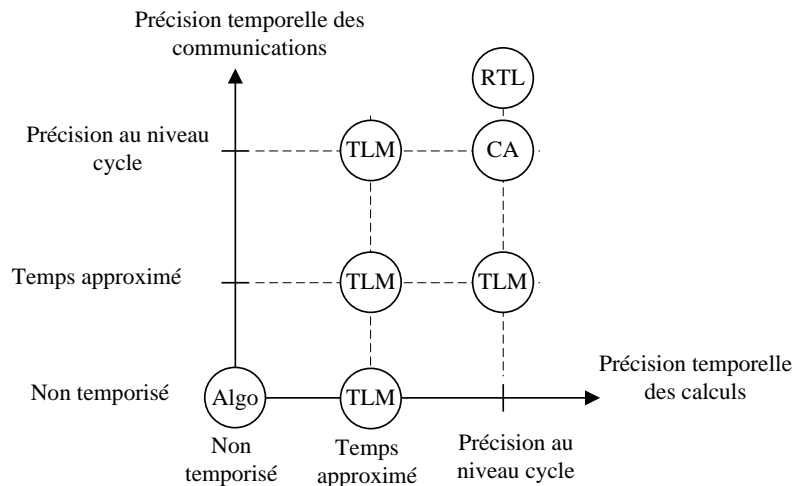 Précision temporelle des
communications
RTL
Précision au niveau
cycle
TLM
CA
Temps approximé
TLM
TLM
Précision temporelle
des calculs
Non temporisé
Algo
TLM
Non
temporisé
Temps
approximé
Précision au
niveau cycle